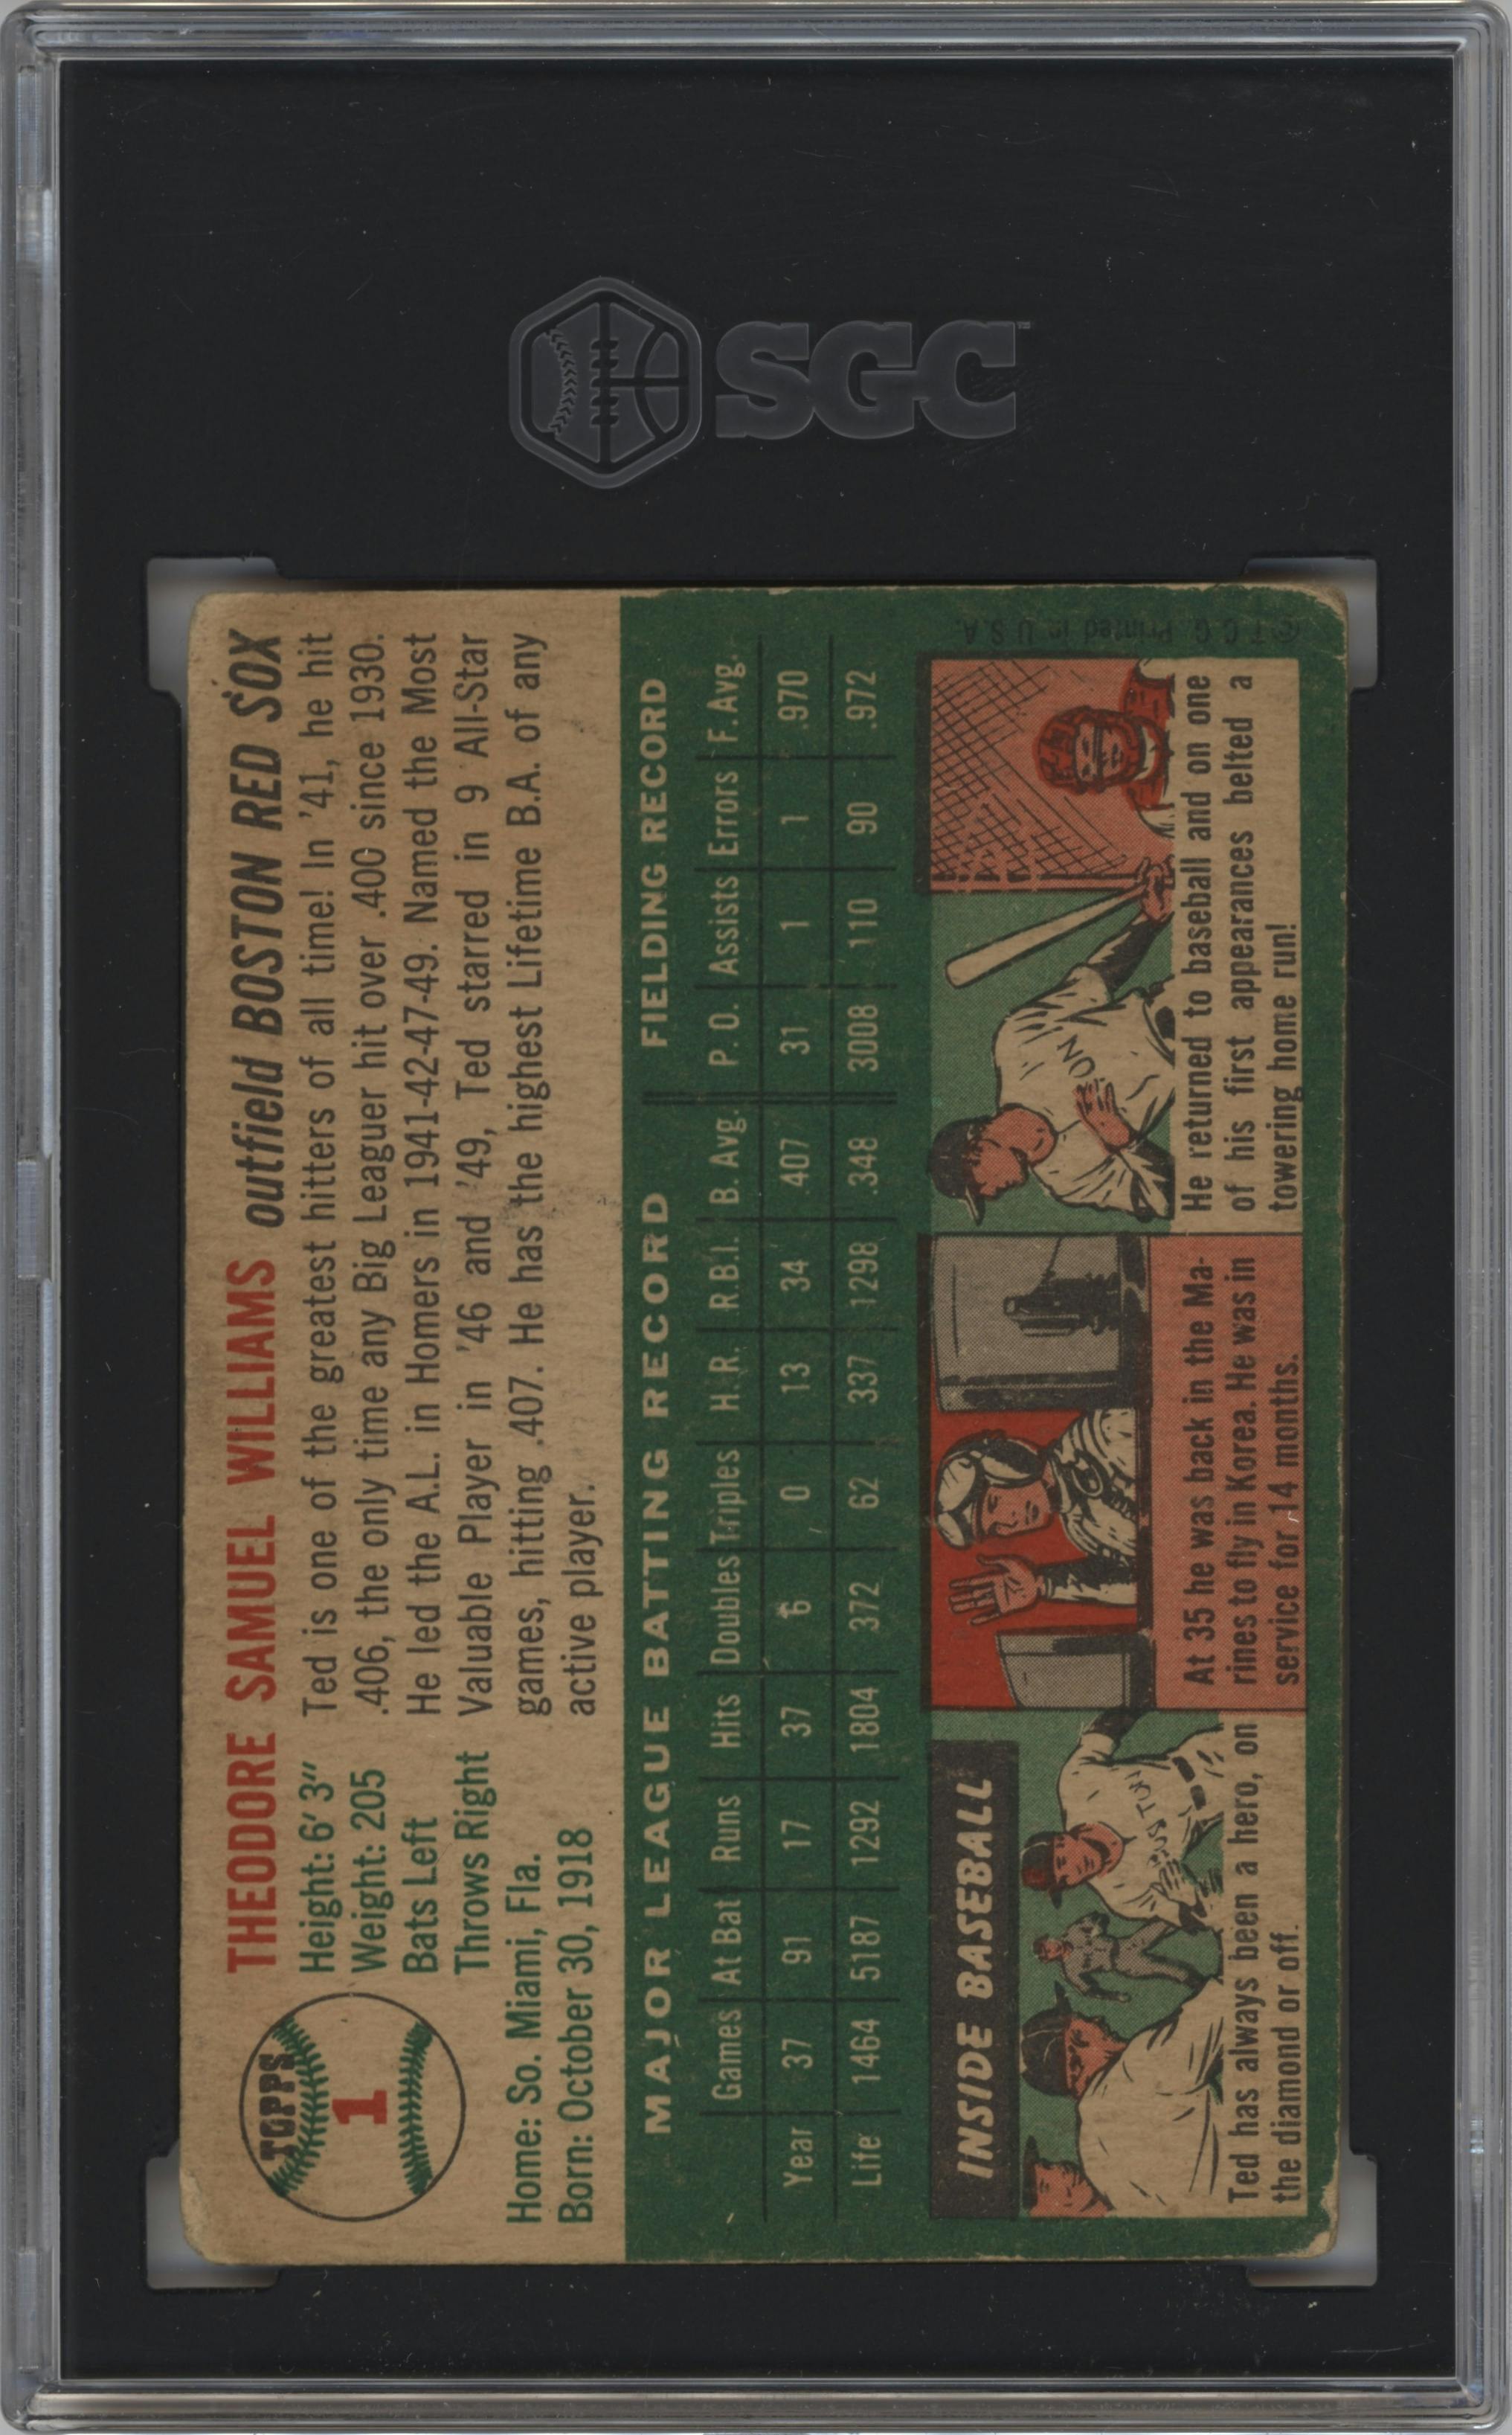 SGC
TOPPS
1
THEODORE SAMUEL WILLIAMS outfield BOSTON RED SOX
Height: 6' 3"
Weight: 205
Bats Left
Throws Right
Home: So. Miami, Fla.
Born: October 30, 1918
Ted is one of the greatest hitters of all time! In '41, he hit
.406, the only time any Big Leaguer hit over .400 since 1930.
He led the A.L. in Homers in 1941-42-47-49. Named the Most
Valuable Player in '46 and '49, Ted starred in 9 All-Star
games, hitting .407. He has the highest Lifetime B.A. of any
active player.
MAJOR LEAGUE BATTING RECORD FIELDING RECORD
Games At Bat Runs Hits Doubles Triples H. R. R.B.I. B. Avg. P. O. Assists Errors F. Avg.
Year 37 91 17 37 6 0 13 34 .407 31 1 1 .970
Life 1464 5187 1292 1804 372 62 337 1298 .348 3008 110 90 .972
INSIDE BASEBALL
Ted has always been a hero, on
the diamond or off.
At 35 he was back in the Ma-
rines to fly in Korea. He was in
service for 14 months.
He returned to baseball and on one
of his first appearances belted a
towering home run!
© T. C. G. Printed in U. S. A.